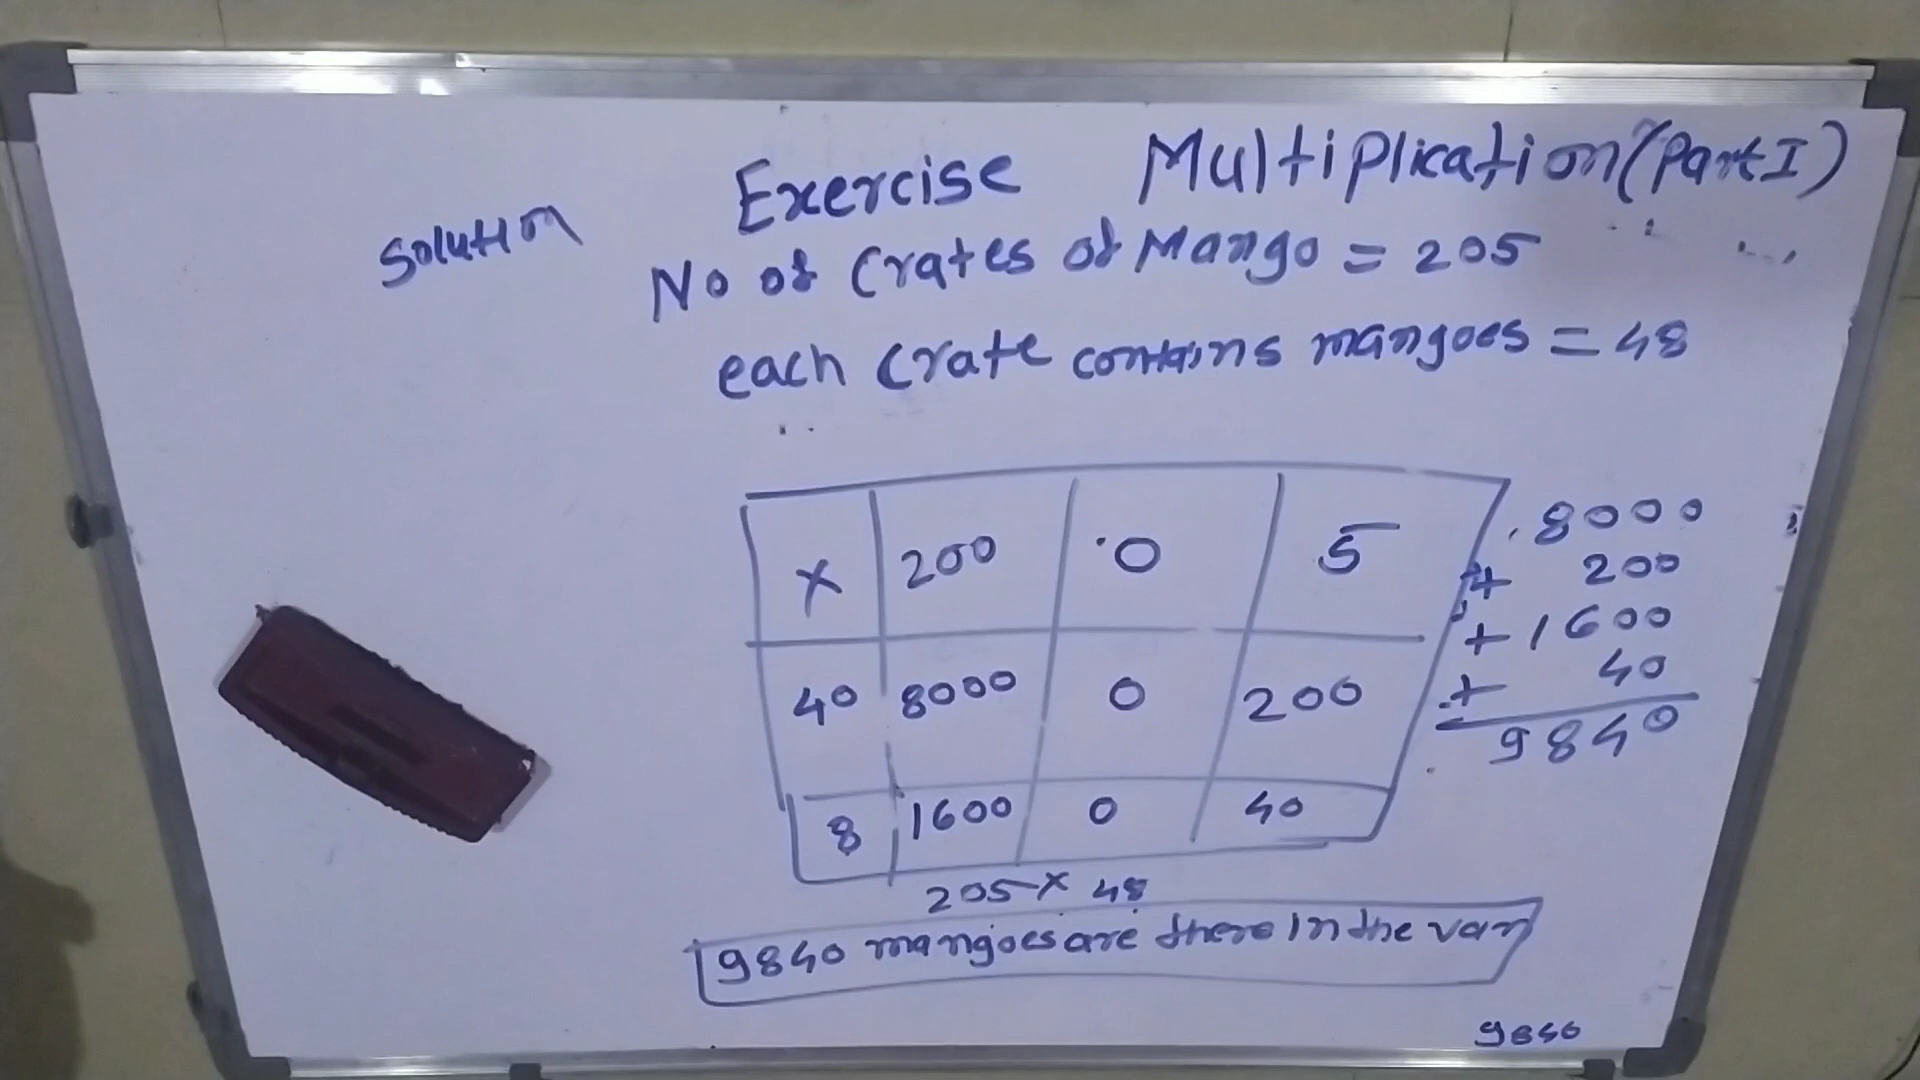 Exercise Multiplication (Part I)
Solution
No of Crates of Mango = 205
each crate contains mangoes = 48
X 200 0 5
40 8000 0 200
8 1600 0 40
8000
+ 200
+ 1600
+ 40
9840
205 X 48
9840 mangoes are there in the van
9840